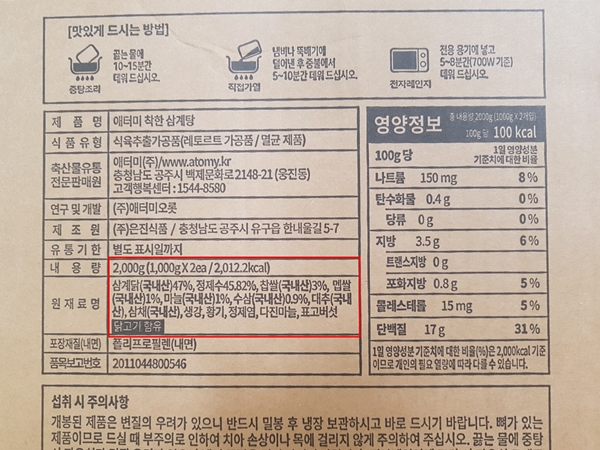 [맛있게 드시는 방법]
끓는 물에
10~15분간
데워 드십시오.
중탕조리
냄비나 뚝배기에
덜어낸 후 중불에서
5~10분간 데워 드십시오.
직접가열
전용 용기에 넣고
5~8분간(700W 기준)
데워 드십시오.
전자레인지
제 품 명 애터미 착한 삼계탕
식 품 유 형 식육추출가공품(레토르트 가공품 / 멸균 제품)
축산물유통
전문판매원
애터미(주)/www.atomy.kr
충청남도 공주시 백제문화로 2148-21 (웅진동)
고객행복센터 : 1544-8580
연구 및 개발 (주)애터미오롯
제 조 원 (주)은진식품 / 충청남도 공주시 유구읍 한내울길 5-7
유 통 기 한 별도 표시일까지
내 용 량 2,000g (1,000g X 2ea / 2,012.2kcal)
원 재 료 명
삼계닭(국내산)47%, 정제수45.82%, 찹쌀(국내산)3%, 멥쌀
(국내산)1%, 마늘(국내산)1%, 수삼(국내산)0.9%, 대추(국내
산), 삼채(국내산), 생강, 황기, 정제염, 다진마늘, 표고버섯
닭고기 함유
포장재질(내면) 폴리프로필렌(내면)
품목보고번호 2011044800546
영양정보
총 내용량 2000g (1000g X 2개입)
100g 당 100 kcal
100g 당
1일 영양성분
기준치에 대한 비율
나트륨 150 mg 8 %
탄수화물 0.4 g 0 %
당류 0 g 0 %
지방 3.5 g 6 %
트랜스지방 0 g
포화지방 0.8 g 5 %
콜레스테롤 15 mg 5 %
단백질 17 g 31 %
1일 영양성분 기준치에 대한 비율(%)은 2,000kcal 기준
이므로 개인의 필요 열량에 따라 다를 수 있습니다.
섭취 시 주의사항
개봉된 제품은 변질의 우려가 있으니 반드시 밀봉 후 냉장 보관하시고 바로 드시기 바랍니다. 뼈가 있는
제품이므로 드실 때 부주의로 인하여 치아 손상이나 목에 걸리지 않게 주의하여 주십시오. 끓는 물에 중탕